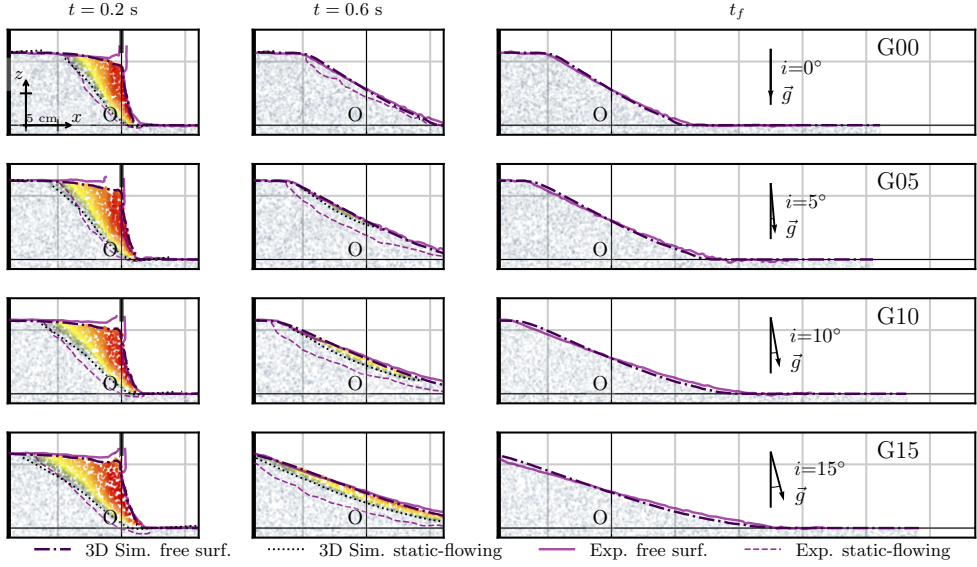 t = 0.2 s
t = 0.6 s
t_f
z
5 cm
x
O
O
O
G00
i=0°
g⃗
O
O
O
G05
i=5°
g⃗
O
O
O
G10
i=10°
g⃗
O
O
O
G15
i=15°
g⃗
3D Sim. free surf.
3D Sim. static-flowing
Exp. free surf.
Exp. static-flowing